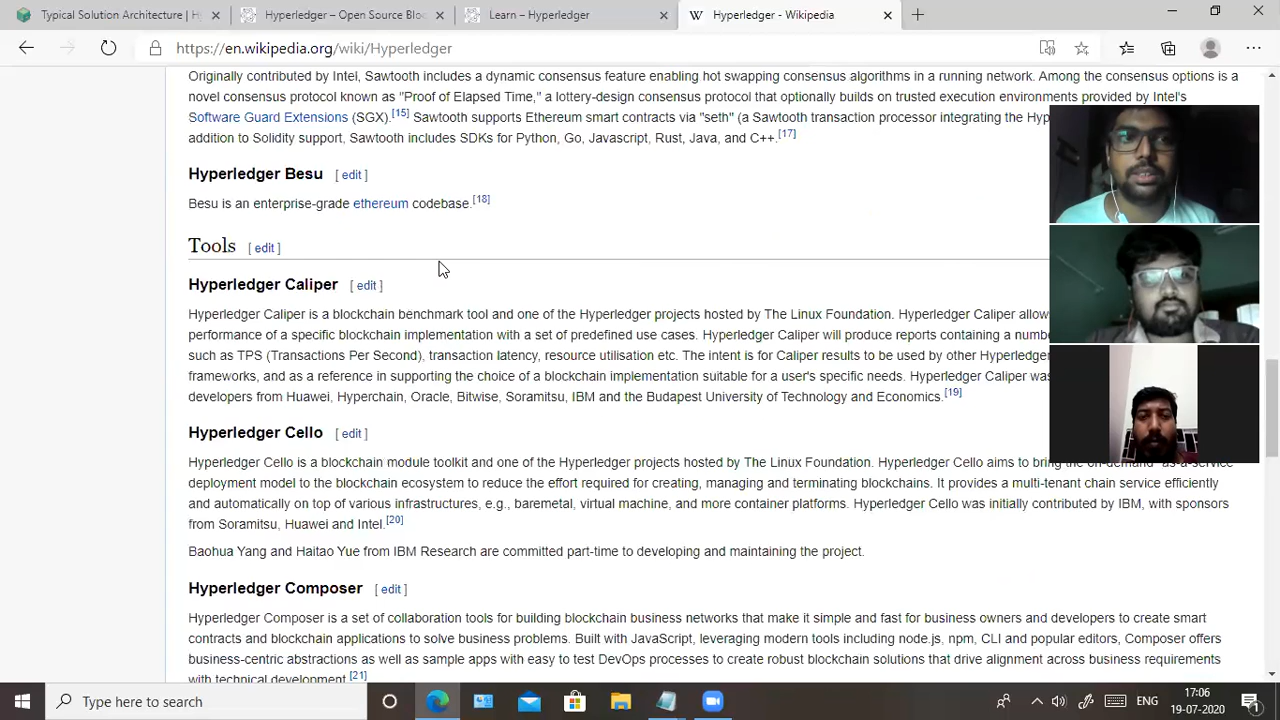 Typical Solution Architecture | H
Hyperledger – Open Source Bloc
Learn – Hyperledger
W Hyperledger - Wikipedia
https://en.wikipedia.org/wiki/Hyperledger
Originally contributed by Intel, Sawtooth includes a dynamic consensus feature enabling hot swapping consensus algorithms in a running network. Among the consensus options is a
novel consensus protocol known as "Proof of Elapsed Time," a lottery-design consensus protocol that optionally builds on trusted execution environments provided by Intel's
Software Guard Extensions (SGX).[15] Sawtooth supports Ethereum smart contracts via "seth" (a Sawtooth transaction processor integrating the Hyp
addition to Solidity support, Sawtooth includes SDKs for Python, Go, Javascript, Rust, Java, and C++.[17]
Hyperledger Besu [ edit ]
Besu is an enterprise-grade ethereum codebase.[18]
Tools [ edit ]
Hyperledger Caliper [ edit ]
Hyperledger Caliper is a blockchain benchmark tool and one of the Hyperledger projects hosted by The Linux Foundation. Hyperledger Caliper allow
performance of a specific blockchain implementation with a set of predefined use cases. Hyperledger Caliper will produce reports containing a numb
such as TPS (Transactions Per Second), transaction latency, resource utilisation etc. The intent is for Caliper results to be used by other Hyperledger
frameworks, and as a reference in supporting the choice of a blockchain implementation suitable for a user's specific needs. Hyperledger Caliper was
developers from Huawei, Hyperchain, Oracle, Bitwise, Soramitsu, IBM and the Budapest University of Technology and Economics.[19]
Hyperledger Cello [ edit ]
Hyperledger Cello is a blockchain module toolkit and one of the Hyperledger projects hosted by The Linux Foundation. Hyperledger Cello aims to bring the on-demand "as-a-service"
deployment model to the blockchain ecosystem to reduce the effort required for creating, managing and terminating blockchains. It provides a multi-tenant chain service efficiently
and automatically on top of various infrastructures, e.g., baremetal, virtual machine, and more container platforms. Hyperledger Cello was initially contributed by IBM, with sponsors
from Soramitsu, Huawei and Intel.[20]
Baohua Yang and Haitao Yue from IBM Research are committed part-time to developing and maintaining the project.
Hyperledger Composer [ edit ]
Hyperledger Composer is a set of collaboration tools for building blockchain business networks that make it simple and fast for business owners and developers to create smart
contracts and blockchain applications to solve business problems. Built with JavaScript, leveraging modern tools including node.js, npm, CLI and popular editors, Composer offers
business-centric abstractions as well as sample apps with easy to test DevOps processes to create robust blockchain solutions that drive alignment across business requirements
with technical development.[21]
Type here to search
ENG
17:06
19-07-2020